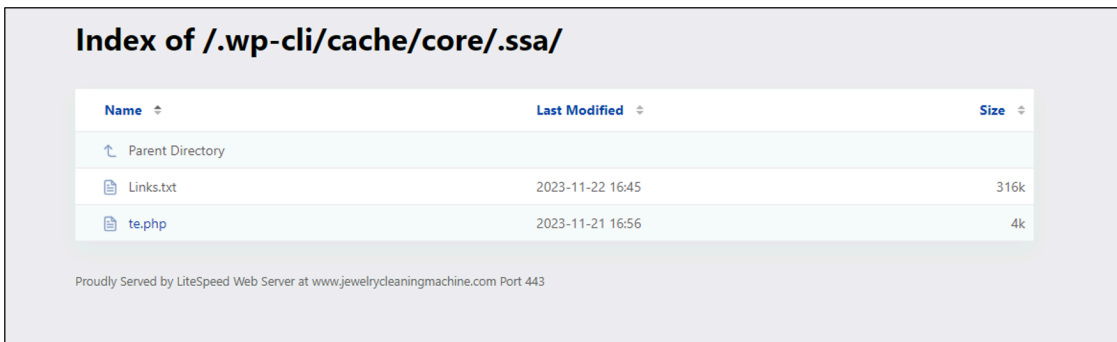 Index of /.wp-cli/cache/core/.ssa/
Name Last Modified Size
Parent Directory
Links.txt 2023-11-22 16:45 316k
te.php 2023-11-21 16:56 4k
Proudly Served by LiteSpeed Web Server at www.jewelrycleaningmachine.com Port 443